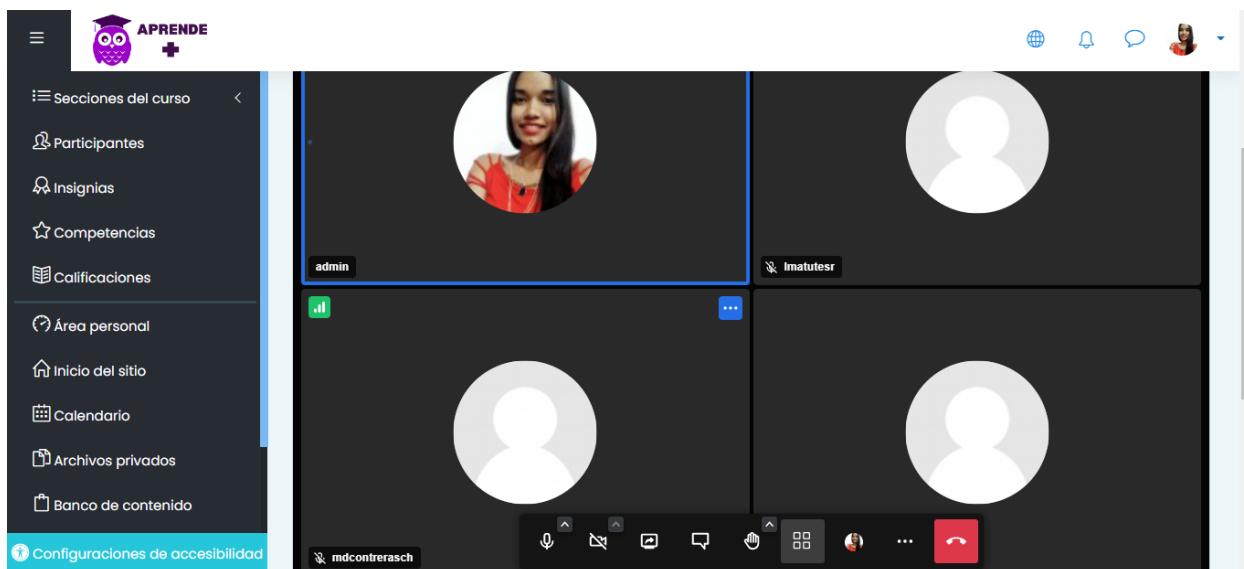 APRENDE
+
Secciones del curso
Participantes
Insignias
Competencias
Calificaciones
Área personal
Inicio del sitio
Calendario
Archivos privados
Banco de contenido
Configuraciones de accesibilidad
admin
lmatutesr
mdcontrerasch